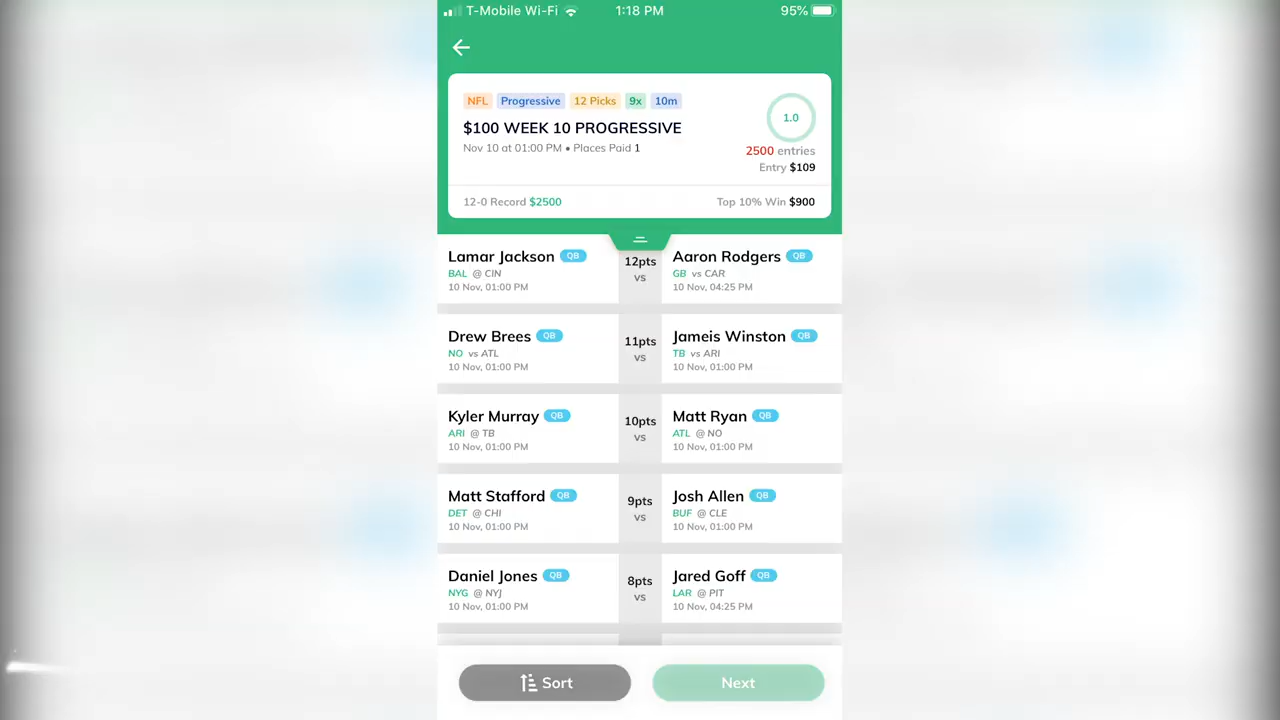 T-Mobile Wi-Fi 1:18 PM 95%
NFL Progressive 12 Picks 9x 10m
1.0
$100 WEEK 10 PROGRESSIVE
Nov 10 at 01:00 PM • Places Paid 1
2500 entries
Entry $109
12-0 Record $2500 Top 10% Win $900
Lamar Jackson QB
BAL @ CIN
10 Nov, 01:00 PM
12pts
vs
Aaron Rodgers QB
GB vs CAR
10 Nov, 04:25 PM
Drew Brees QB
NO vs ATL
10 Nov, 01:00 PM
11pts
vs
Jameis Winston QB
TB vs ARI
10 Nov, 01:00 PM
Kyler Murray QB
ARI @ TB
10 Nov, 01:00 PM
10pts
vs
Matt Ryan QB
ATL @ NO
10 Nov, 01:00 PM
Matt Stafford QB
DET @ CHI
10 Nov, 01:00 PM
9pts
vs
Josh Allen QB
BUF @ CLE
10 Nov, 01:00 PM
Daniel Jones QB
NYG @ NYJ
10 Nov, 01:00 PM
8pts
vs
Jared Goff QB
LAR @ PIT
10 Nov, 04:25 PM
Sort Next